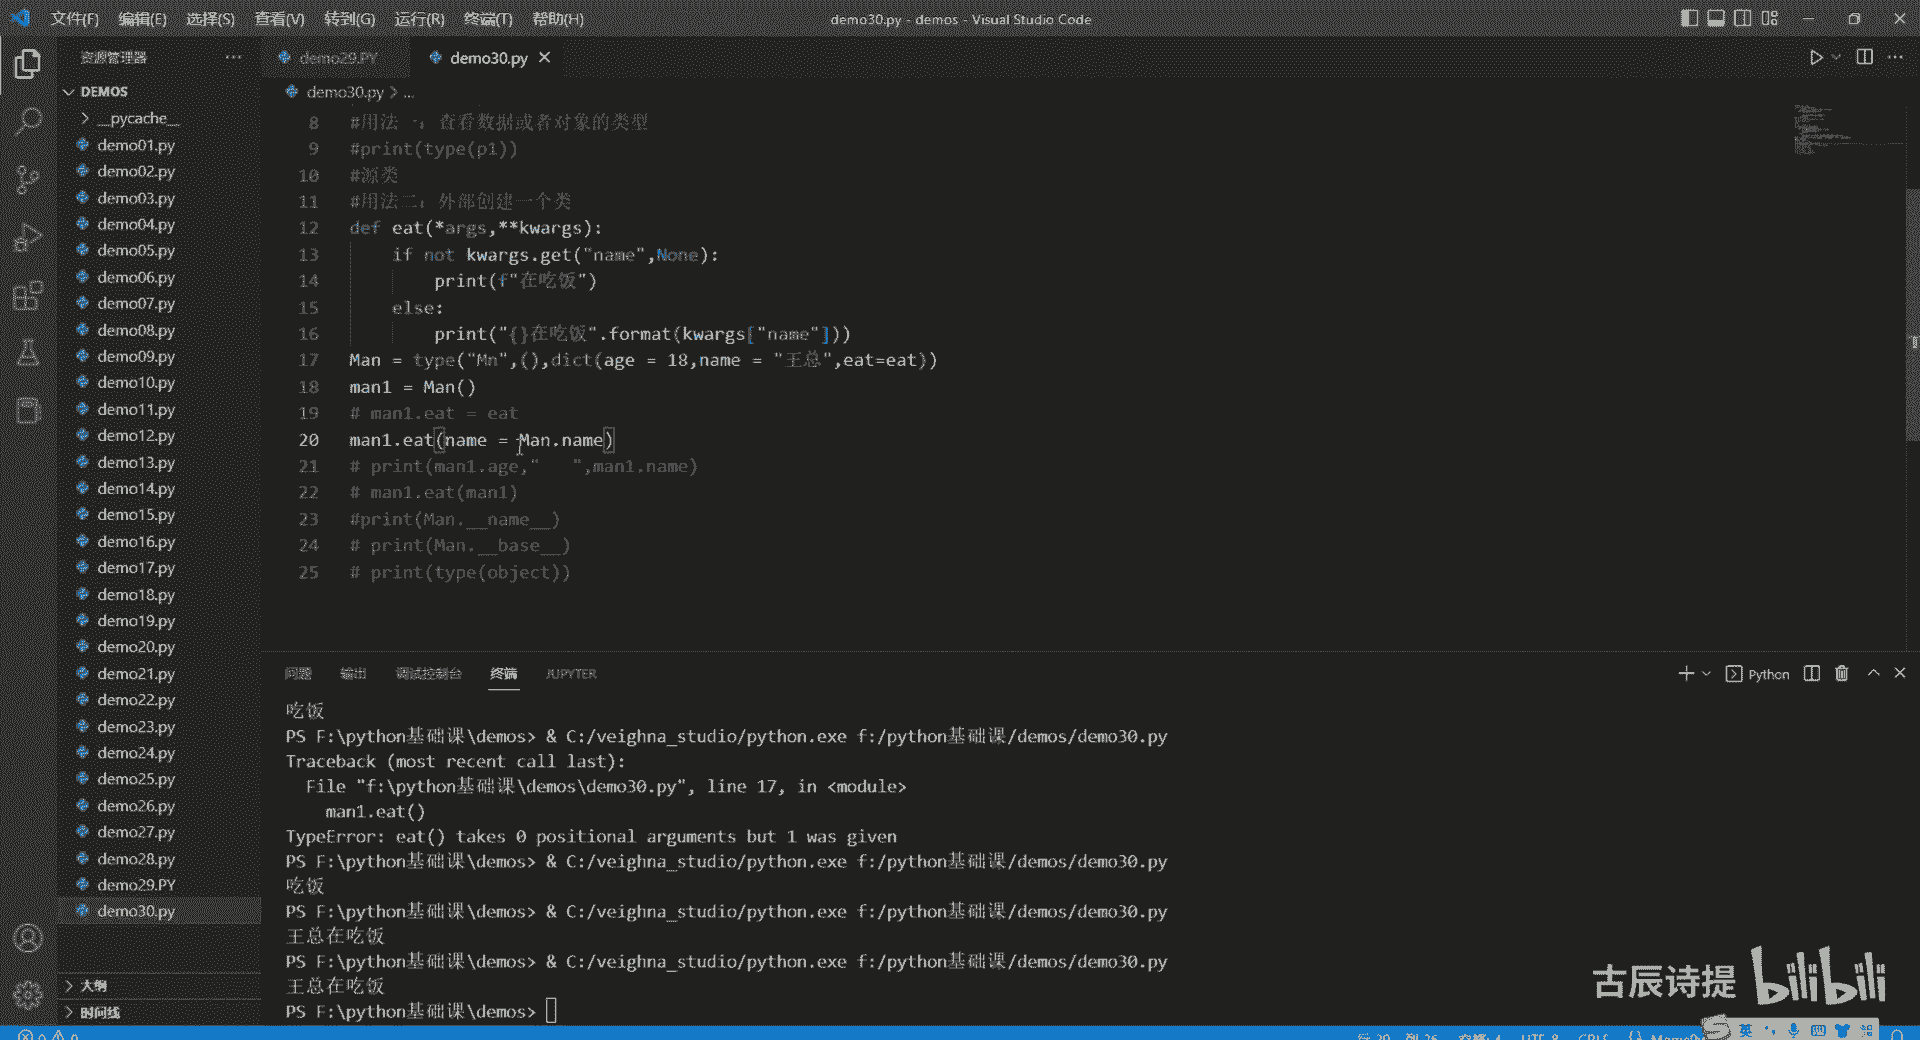 文件(F) 编辑(E) 选择(S) 查看(V) 转到(G) 运行(R) 终端(T) 帮助(H) demo30.py - demos - Visual Studio Code
资源管理器 ··· demo29.PY demo30.py
DEMOS
demo30.py > ...
__pycache__
demo01.py
demo02.py
demo03.py
demo04.py
demo05.py
demo06.py
demo07.py
demo08.py
demo09.py
demo10.py
demo11.py
demo12.py
demo13.py
demo14.py
demo15.py
demo16.py
demo17.py
demo18.py
demo19.py
demo20.py
demo21.py
demo22.py
demo23.py
demo24.py
demo25.py
demo26.py
demo27.py
demo28.py
demo29.PY
demo30.py
大纲
时间线
8 #用法一：查看数据或者对象的类型
9 #print(type(p1))
10 #源类
11 #用法二：外部创建一个类
12 def eat(*args,**kwargs):
13 if not kwargs.get("name",None):
14 print(f"在吃饭")
15 else:
16 print("{}在吃饭".format(kwargs["name"]))
17 Man = type("Mn",(),dict(age = 18,name = "王总",eat=eat))
18 man1 = Man()
19 # man1.eat = eat
20 man1.eat(name = Man.name)
21 # print(man1.age,"   ",man1.name)
22 # man1.eat(man1)
23 #print(Man.__name__)
24 # print(Man.__base__)
25 # print(type(object))
问题 输出 调试控制台 终端 JUPYTER Python
吃饭
PS F:\python基础课\demos> & C:/veighna_studio/python.exe f:/python基础课/demos/demo30.py
Traceback (most recent call last):
File "f:\python基础课\demos\demo30.py", line 17, in <module>
man1.eat()
TypeError: eat() takes 0 positional arguments but 1 was given
PS F:\python基础课\demos> & C:/veighna_studio/python.exe f:/python基础课/demos/demo30.py
吃饭
PS F:\python基础课\demos> & C:/veighna_studio/python.exe f:/python基础课/demos/demo30.py
王总在吃饭
PS F:\python基础课\demos> & C:/veighna_studio/python.exe f:/python基础课/demos/demo30.py
王总在吃饭
PS F:\python基础课\demos>
古辰诗提 bilibili
英